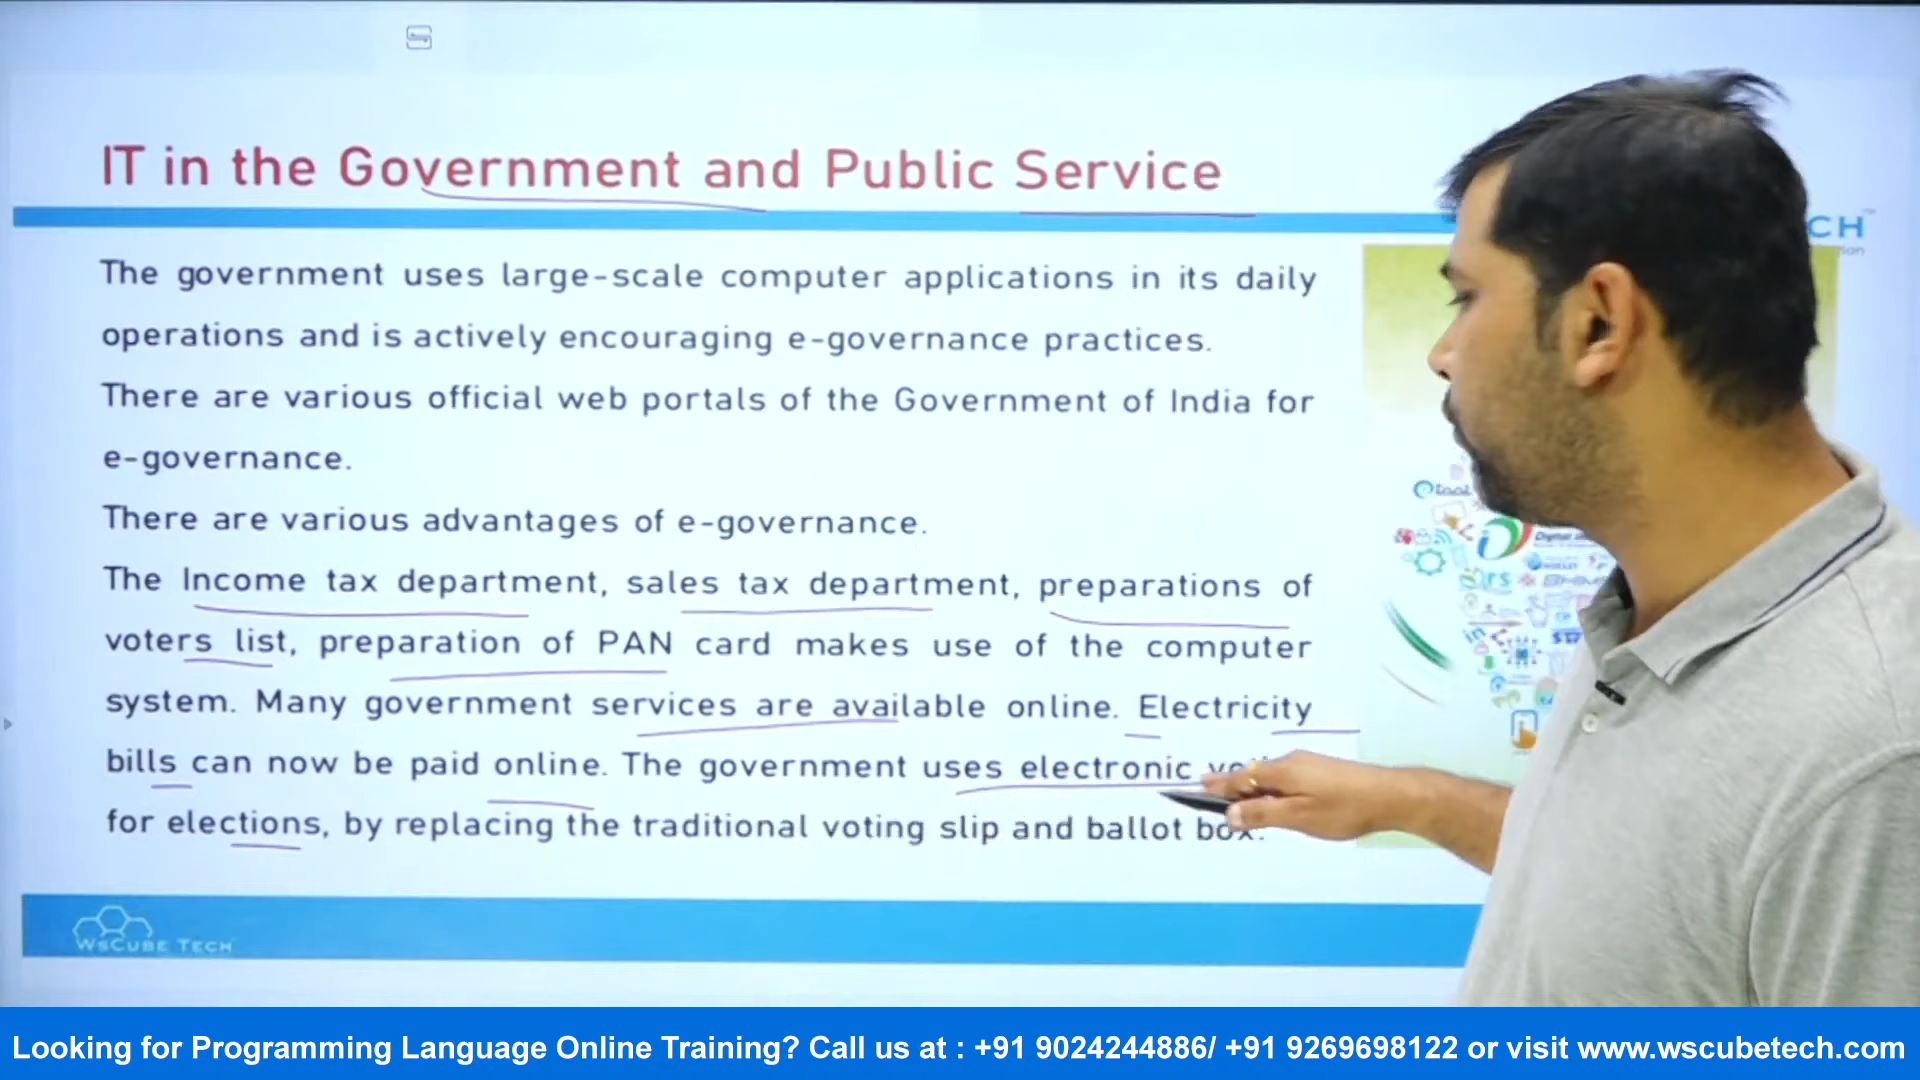 IT in the Government and Public Service
CH
The government uses large-scale computer applications in its daily
operations and is actively encouraging e-governance practices.
There are various official web portals of the Government of India for
e-governance.
There are various advantages of e-governance.
The Income tax department, sales tax department, preparations of
voters list, preparation of PAN card makes use of the computer
system. Many government services are available online. Electricity
bills can now be paid online. The government uses electronic
for elections, by replacing the traditional voting slip and ballot box.
Digital
in
WsCube Tech
Looking for Programming Language Online Training? Call us at : +91 9024244886/ +91 9269698122 or visit www.wscubetech.com